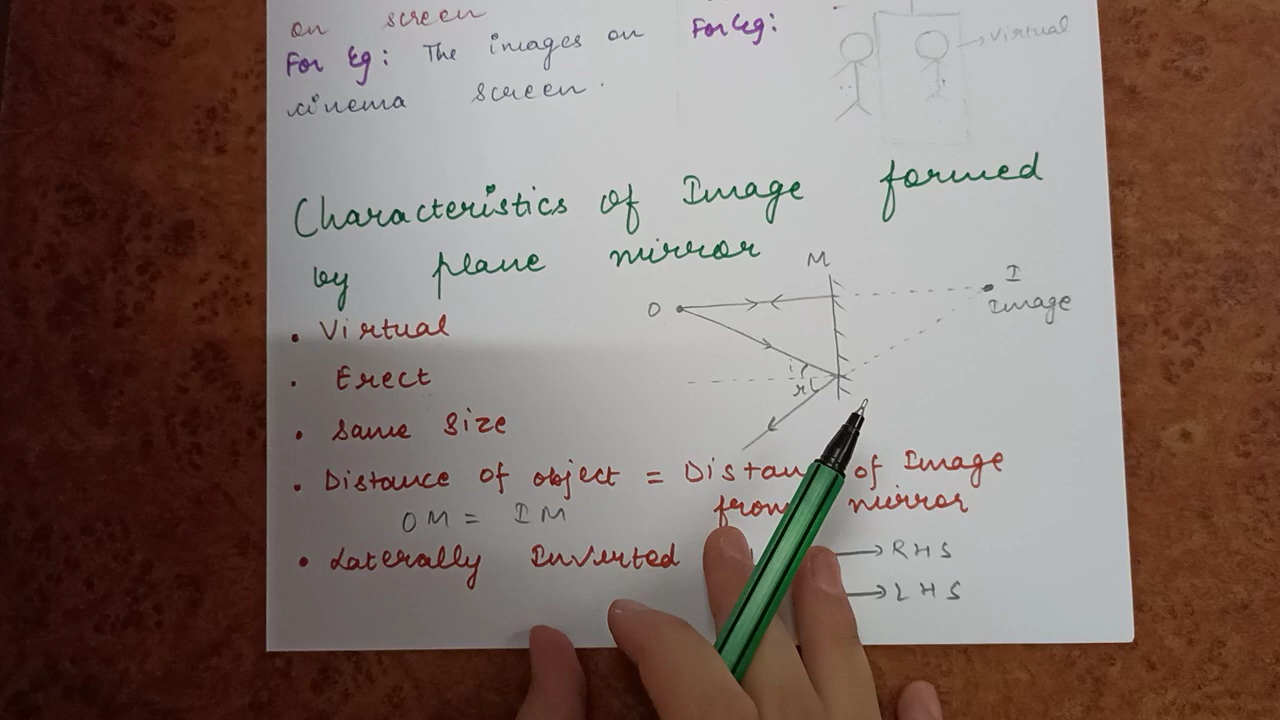 on screen
For Eg: The images on
cinema screen.
For Eg:
virtual
Characteristics of Image formed
by plane mirror
M
O
I
Image
i
r
• Virtual
• Erect
• Same Size
• Distance of object = of Image
from mirror
OM = IM
• Laterally Inverted
→ RHS
→ LHS